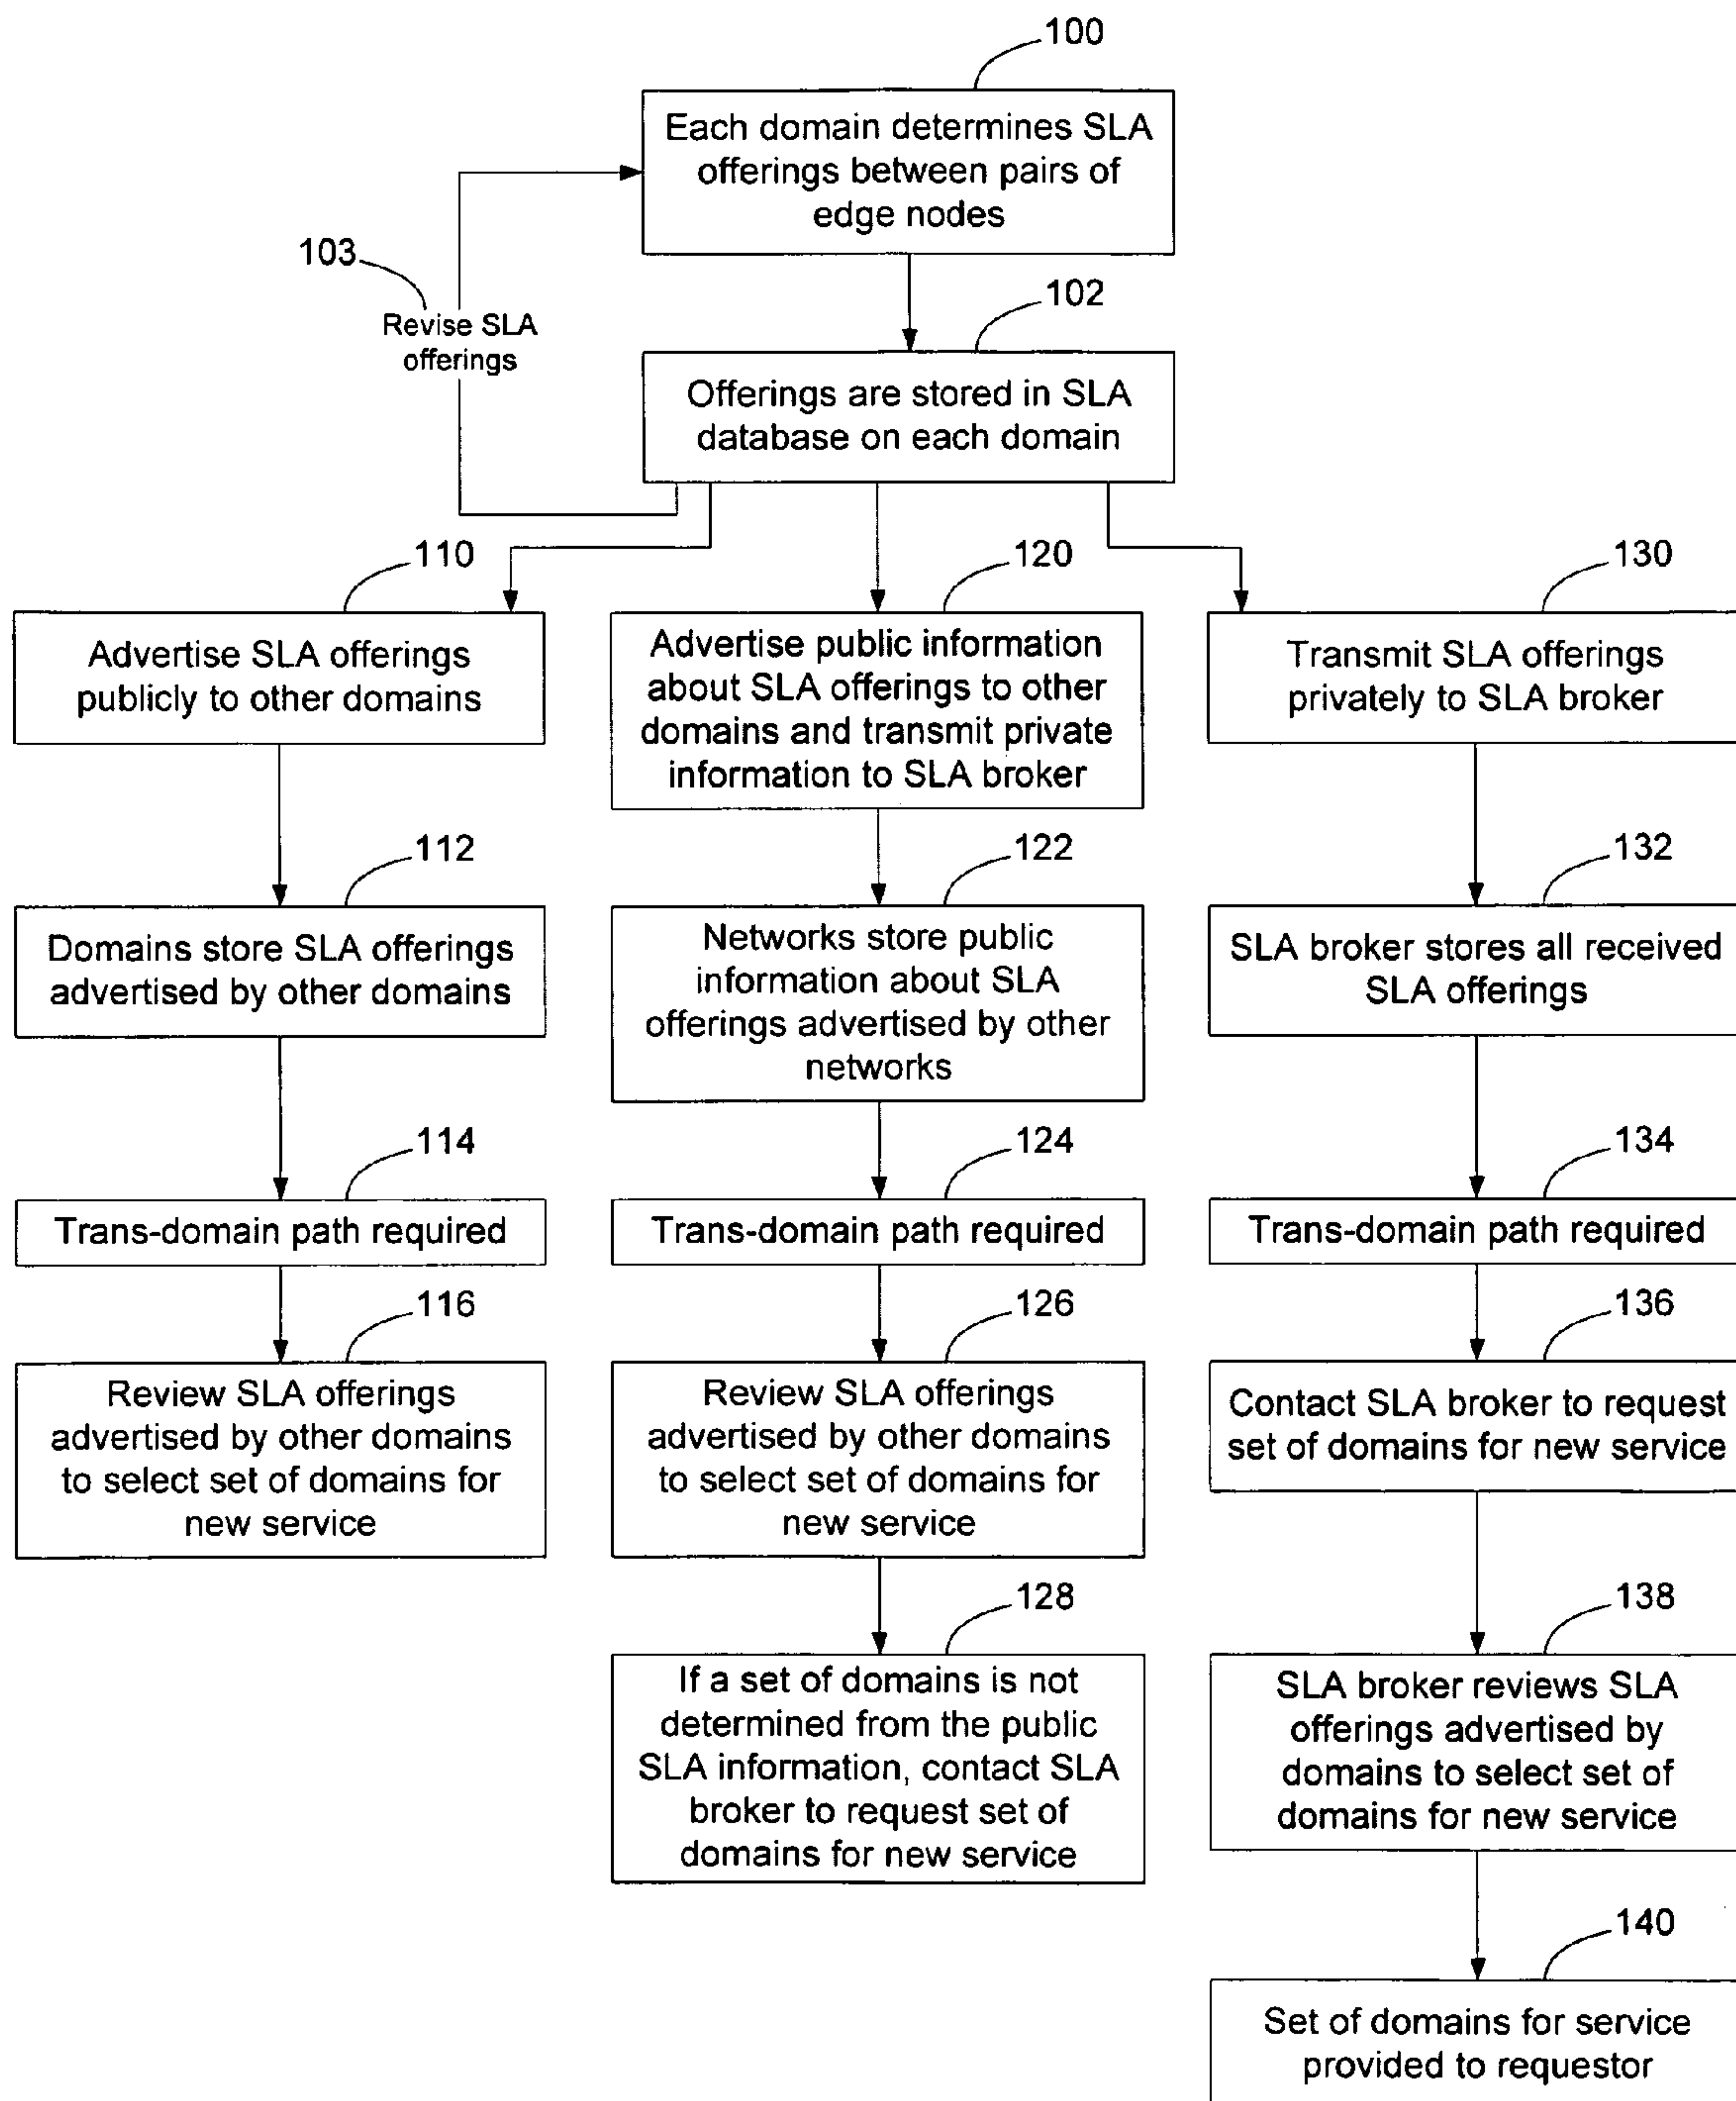 100
Each domain determines SLA
offerings between pairs of
edge nodes
103
Revise SLA
offerings
102
Offerings are stored in SLA
database on each domain
110
Advertise SLA offerings
publicly to other domains
112
Domains store SLA offerings
advertised by other domains
114
Trans-domain path required
116
Review SLA offerings
advertised by other domains
to select set of domains for
new service
120
Advertise public information
about SLA offerings to other
domains and transmit private
information to SLA broker
122
Networks store public
information about SLA
offerings advertised by other
networks
124
Trans-domain path required
126
Review SLA offerings
advertised by other domains
to select set of domains for
new service
128
If a set of domains is not
determined from the public
SLA information, contact SLA
broker to request set of
domains for new service
130
Transmit SLA offerings
privately to SLA broker
132
SLA broker stores all received
SLA offerings
134
Trans-domain path required
136
Contact SLA broker to request
set of domains for new service
138
SLA broker reviews SLA
offerings advertised by
domains to select set of
domains for new service
140
Set of domains for service
provided to requestor